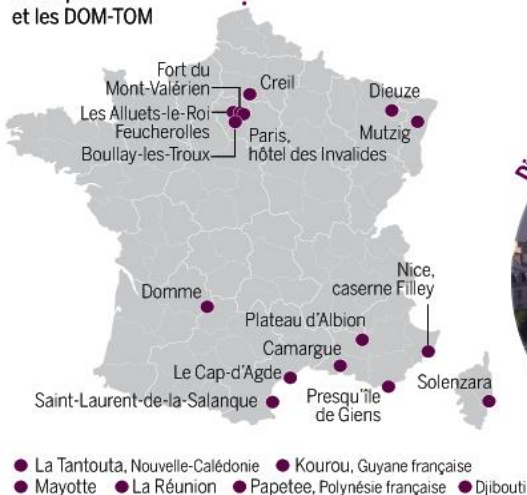 et les DOM-TOM
Fort du
Mont-Valérien
Creil
Dieuze
Les Alluets-le-Roi
Feucherolles
Mutzig
Boullay-les-Troux
Paris,
hôtel des Invalides
Nice,
caserne Filley
Domme
Plateau d'Albion
Camargue
Le Cap-d'Agde
Solenzara
Saint-Laurent-de-la-Salanque
Presqu'île
de Giens
La Tantouta, Nouvelle-Calédonie
Kourou, Guyane française
Mayotte
La Réunion
Papetee, Polynésie française
Djibouti